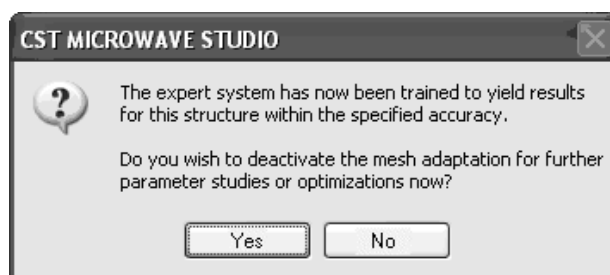 CST MICROWAVE STUDIO
The expert system has now been trained to yield results
for this structure within the specified accuracy.
Do you wish to deactivate the mesh adaptation for further
parameter studies or optimizations now?
Yes No